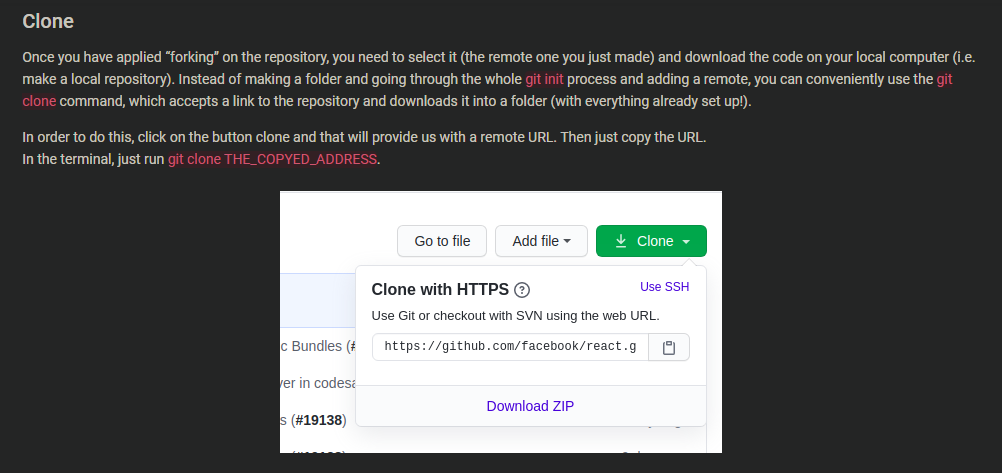 Clone
Once you have applied “forking” on the repository, you need to select it (the remote one you just made) and download the code on your local computer (i.e.
make a local repository). Instead of making a folder and going through the whole git init process and adding a remote, you can conveniently use the git
clone command, which accepts a link to the repository and downloads it into a folder (with everything already set up!).
In order to do this, click on the button clone and that will provide us with a remote URL. Then just copy the URL.
In the terminal, just run git clone THE_COPYED_ADDRESS.
Go to file Add file Clone
Clone with HTTPS Use SSH
Use Git or checkout with SVN using the web URL.
c Bundles (#
https://github.com/facebook/react.g
er in codesa
Download ZIP
s (#19138)